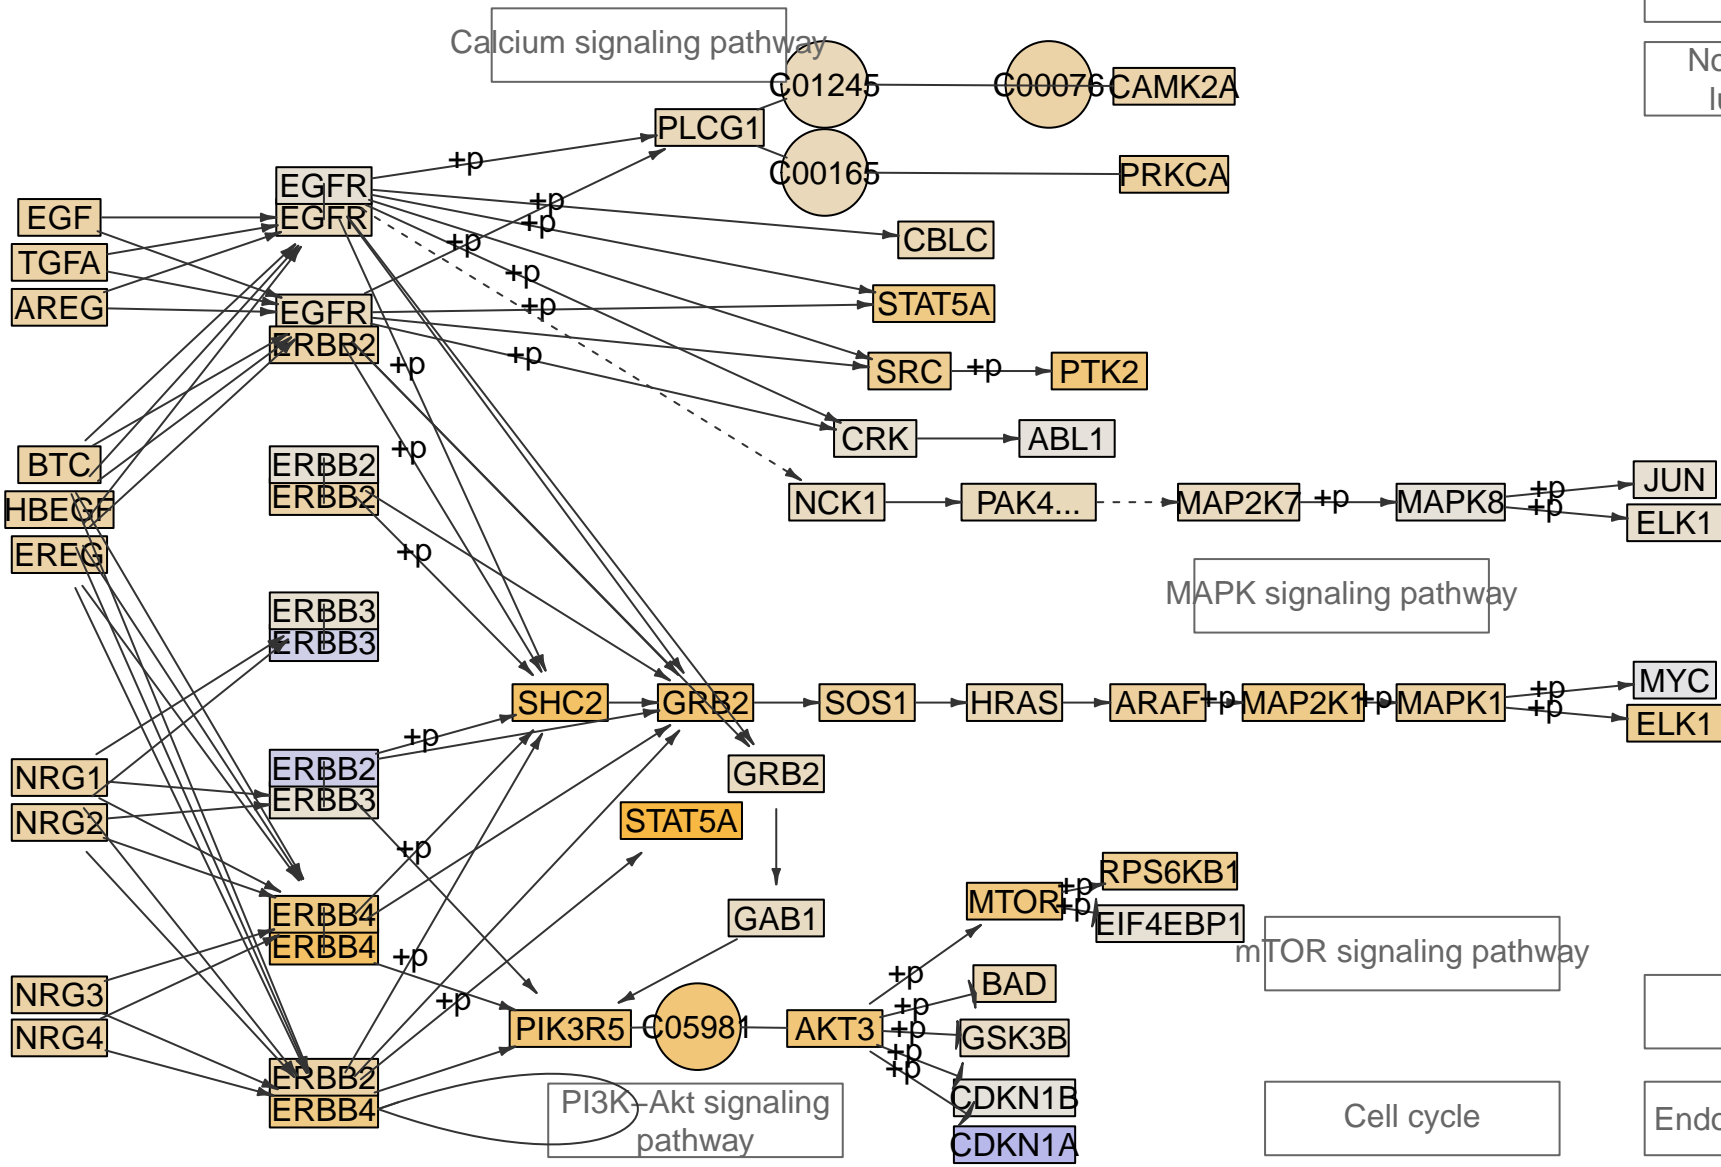 Calcium signaling pathway
No
lu
C01245
C00076
CAMK2A
PLCG1
+p
C00165
PRKCA
EGFR
EGFR
EGF
+p
+p
CBLC
+p
TGFA
+p
AREG
EGFR
+p
STAT5A
ERBB2
+p
+p
SRC
+p
PTK2
CRK
ABL1
+p
BTC
ERBB2
ERBB2
HBEGF
NCK1
PAK4...
MAP2K7
+p
MAPK8
+p
+p
JUN
ELK1
EREG
+p
MAPK signaling pathway
ERBB3
ERBB3
SHC2
GRB2
SOS1
HRAS
ARAF
+p
MAP2K1
+p
MAPK1
+p
+p
MYC
ELK1
+p
NRG1
ERBB2
ERBB3
GRB2
NRG2
STAT5A
+p
ERBB4
ERBB4
GAB1
MTOR
+p
+p
RPS6KB1
EIF4EBP1
mTOR signaling pathway
+p
+p
NRG3
+p
BAD
+p
NRG4
PIK3R5
C05981
AKT3
+p
GSK3B
+p
+p
ERBB2
ERBB4
PI3K−Akt signaling
pathway
CDKN1B
CDKN1A
Cell cycle
Endo